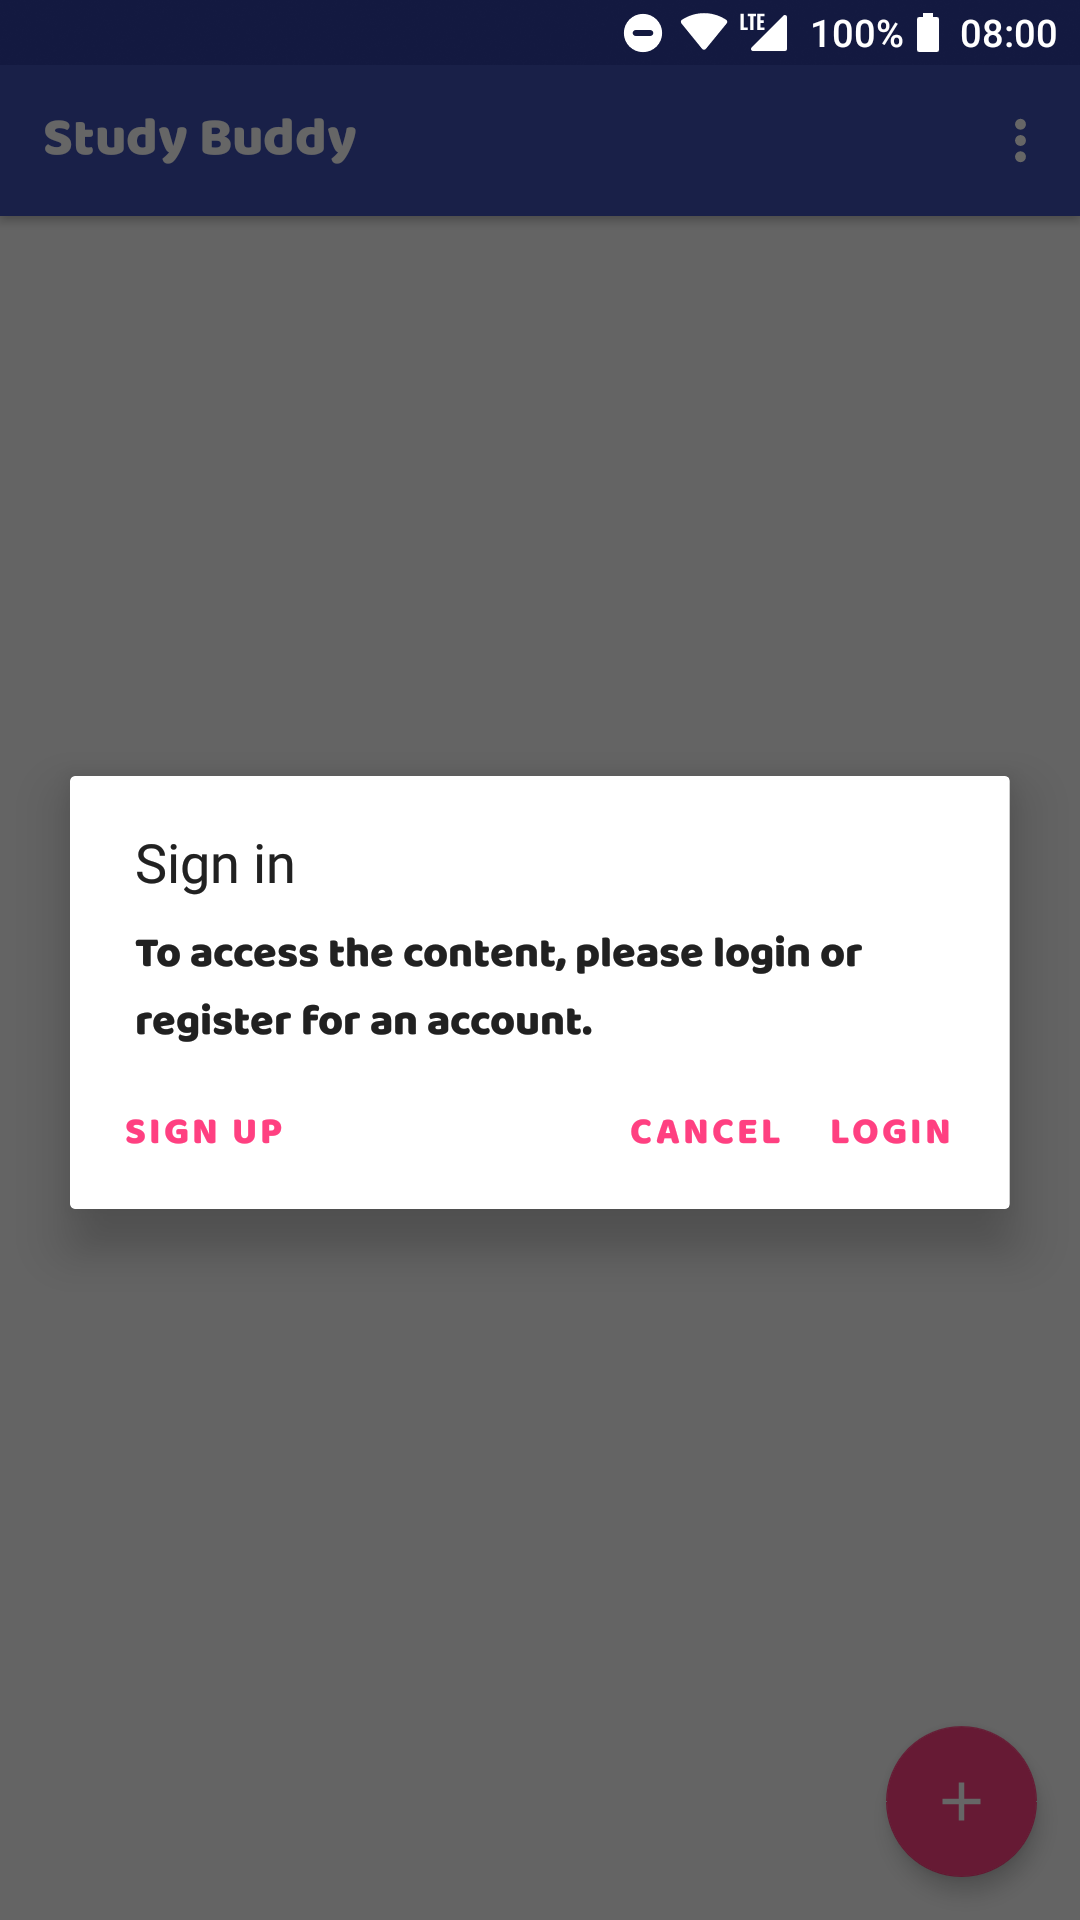 LTE 100% 08:00
Study Buddy
Sign in
To access the content, please login or
register for an account.
SIGN UP CANCEL LOGIN